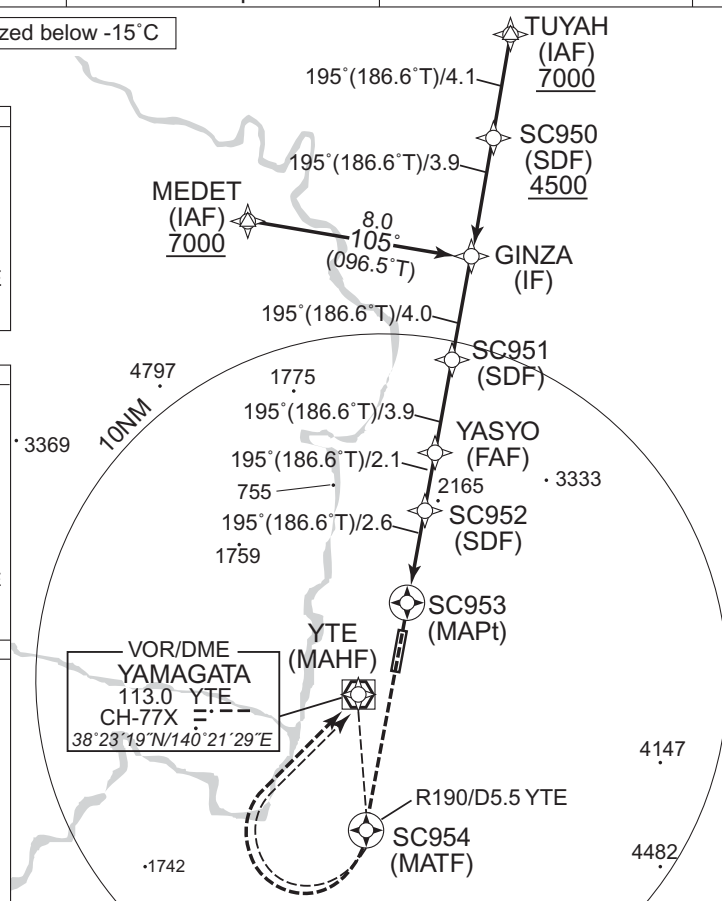 zed below -15˚C
TUYAH
(IAF)
7000
195˚(186.6˚T)/4.1
SC950
(SDF)
4500
195˚(186.6˚T)/3.9
MEDET
(IAF)
7000
8.0
105˚
(096.5˚T)
GINZA
(IF)
195˚(186.6˚T)/4.0
SC951
(SDF)
4797
1775
10NM
3369
195˚(186.6˚T)/3.9
YASYO
(FAF)
195˚(186.6˚T)/2.1
755
2165
3333
195˚(186.6˚T)/2.6
SC952
(SDF)
1759
SC953
(MAPt)
YTE
(MAHF)
VOR/DME
YAMAGATA
113.0 YTE
CH-77X
38˚23´19˝N/140˚21´29˝E
4147
R190/D5.5 YTE
SC954
(MATF)
1742
4482